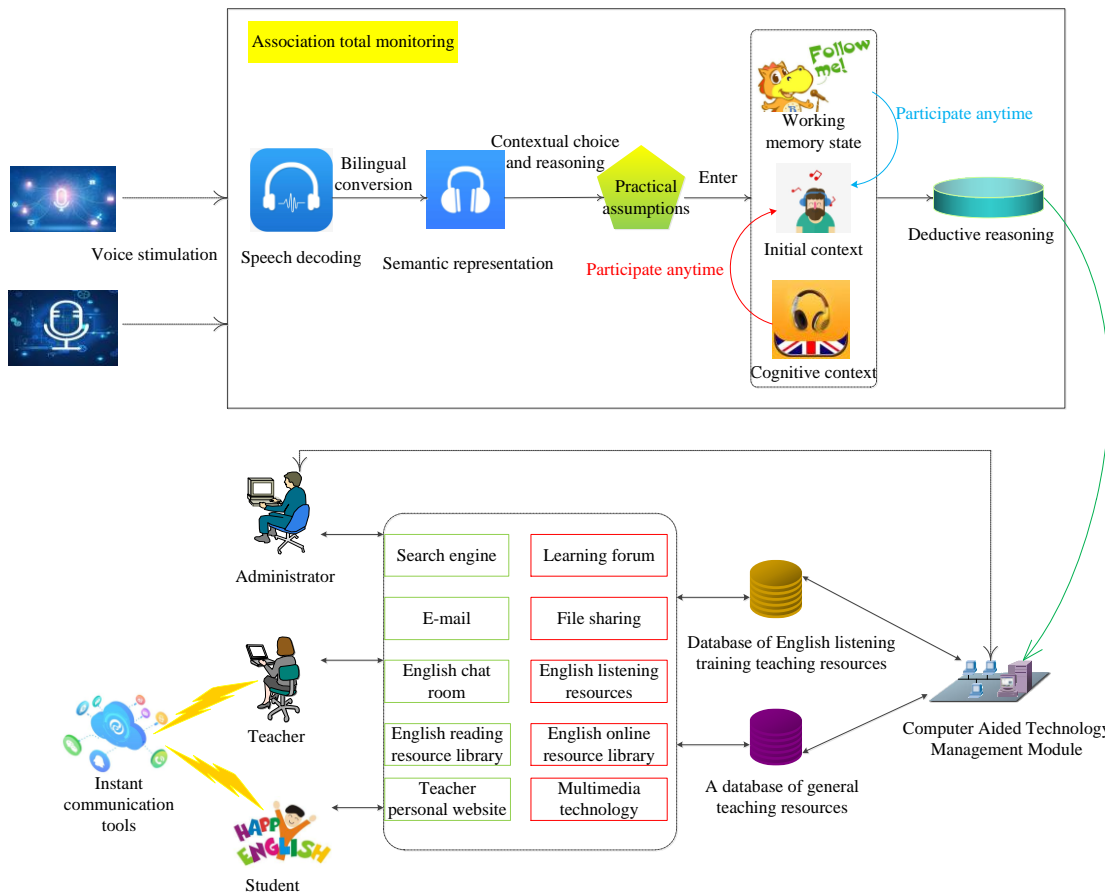 Association total monitoring
Follow
me!
Working
memory state
Participate anytime
Contextual choice
and reasoning
Bilingual
conversion
Practical
assumptions
Enter
Voice stimulation
Speech decoding
Semantic representation
Initial context
Deductive reasoning
Participate anytime
Cognitive context
Administrator
Search engine
Learning forum
E-mail
File sharing
Database of English listening
training teaching resources
English chat
room
English listening
resources
Teacher
English reading
resource library
English online
resource library
Computer Aided Technology
Management Module
Instant
communication
tools
Teacher
personal website
Multimedia
technology
A database of general
teaching resources
HAPPY
ENGLISH
Student